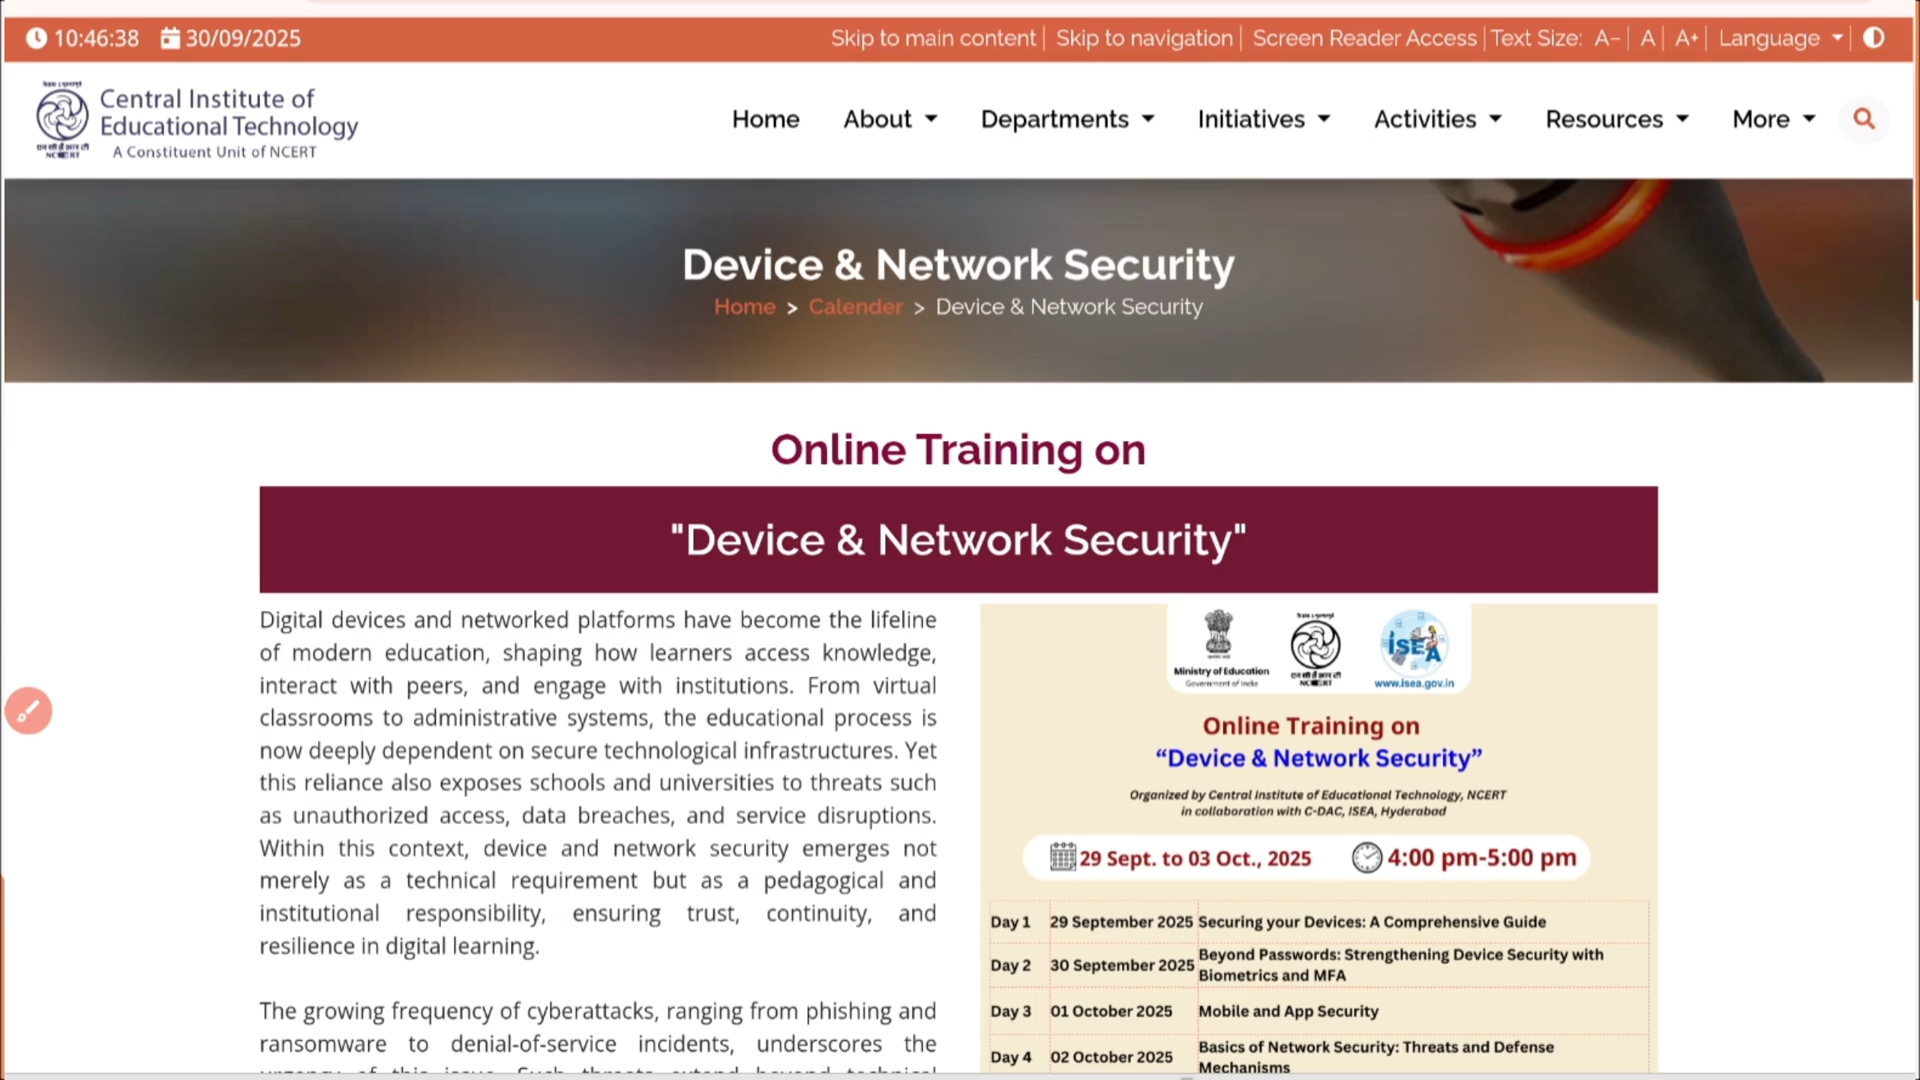 10:46:38 30/09/2025 Skip to main content Skip to navigation Screen Reader Access Text Size: A- A A+ Language
Central Institute of
Educational Technology
A Constituent Unit of NCERT
Home About Departments Initiatives Activities Resources More
Device & Network Security
Home > Calender > Device & Network Security
Online Training on
"Device & Network Security"
Digital devices and networked platforms have become the lifeline
of modern education, shaping how learners access knowledge,
interact with peers, and engage with institutions. From virtual
classrooms to administrative systems, the educational process is
now deeply dependent on secure technological infrastructures. Yet
this reliance also exposes schools and universities to threats such
as unauthorized access, data breaches, and service disruptions.
Within this context, device and network security emerges not
merely as a technical requirement but as a pedagogical and
institutional responsibility, ensuring trust, continuity, and
resilience in digital learning.
The growing frequency of cyberattacks, ranging from phishing and
ransomware to denial-of-service incidents, underscores the
Ministry of Education
Government of India
NCERT
ISEA
www.isea.gov.in
Online Training on
“Device & Network Security”
Organized by Central Institute of Educational Technology, NCERT
in collaboration with C-DAC, ISEA, Hyderabad
29 Sept. to 03 Oct., 2025 4:00 pm-5:00 pm
Day 1 29 September 2025 Securing your Devices: A Comprehensive Guide
Day 2 30 September 2025 Beyond Passwords: Strengthening Device Security with
Biometrics and MFA
Day 3 01 October 2025 Mobile and App Security
Day 4 02 October 2025 Basics of Network Security: Threats and Defense
Mechanisms